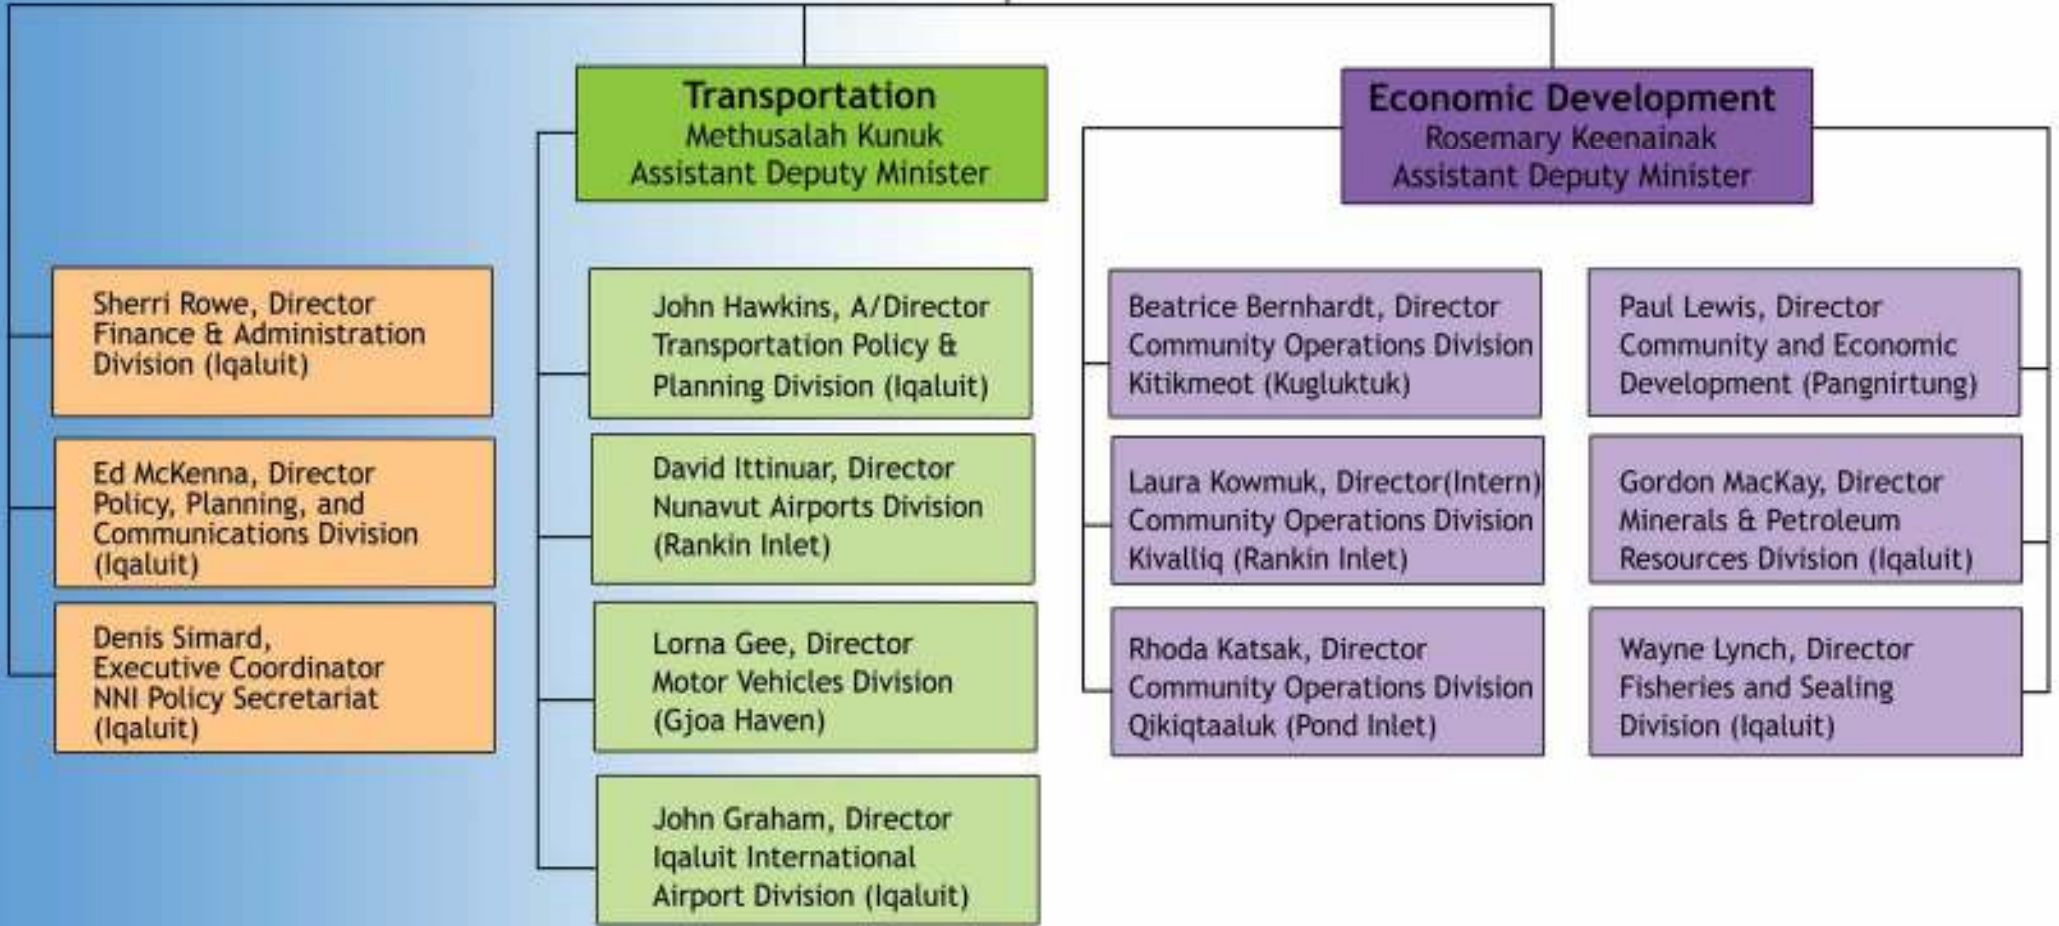 Transportation
Methusalah Kunuk
Assistant Deputy Minister
Economic Development
Rosemary Keenainak
Assistant Deputy Minister
Sherri Rowe, Director
Finance & Administration
Division (Iqaluit)
Ed McKenna, Director
Policy, Planning, and
Communications Division
(Iqaluit)
Denis Simard,
Executive Coordinator
NNI Policy Secretariat
(Iqaluit)
John Hawkins, A/Director
Transportation Policy &
Planning Division (Iqaluit)
David Ittinuar, Director
Nunavut Airports Division
(Rankin Inlet)
Lorna Gee, Director
Motor Vehicles Division
(Gjoa Haven)
John Graham, Director
Iqaluit International
Airport Division (Iqaluit)
Beatrice Bernhardt, Director
Community Operations Division
Kitikmeot (Kugluktuk)
Laura Kowmuk, Director(Intern)
Community Operations Division
Kivalliq (Rankin Inlet)
Rhoda Katsak, Director
Community Operations Division
Qikiqtaaluk (Pond Inlet)
Paul Lewis, Director
Community and Economic
Development (Pangnirtung)
Gordon MacKay, Director
Minerals & Petroleum
Resources Division (Iqaluit)
Wayne Lynch, Director
Fisheries and Sealing
Division (Iqaluit)